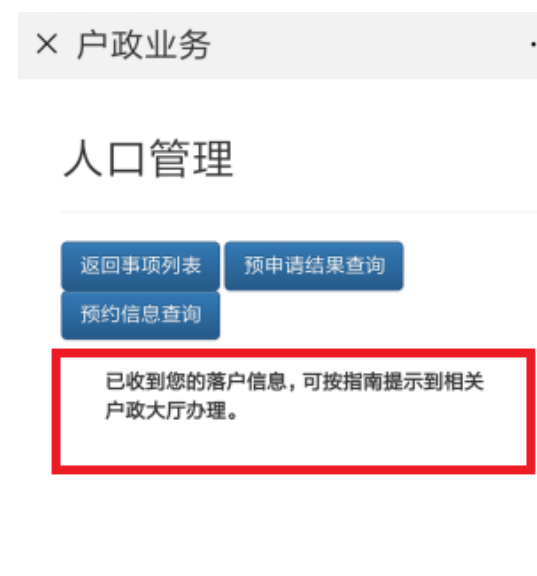 × 户政业务
人口管理
返回事项列表 预申请结果查询
预约信息查询
已收到您的落户信息，可按指南提示到相关
户政大厅办理。